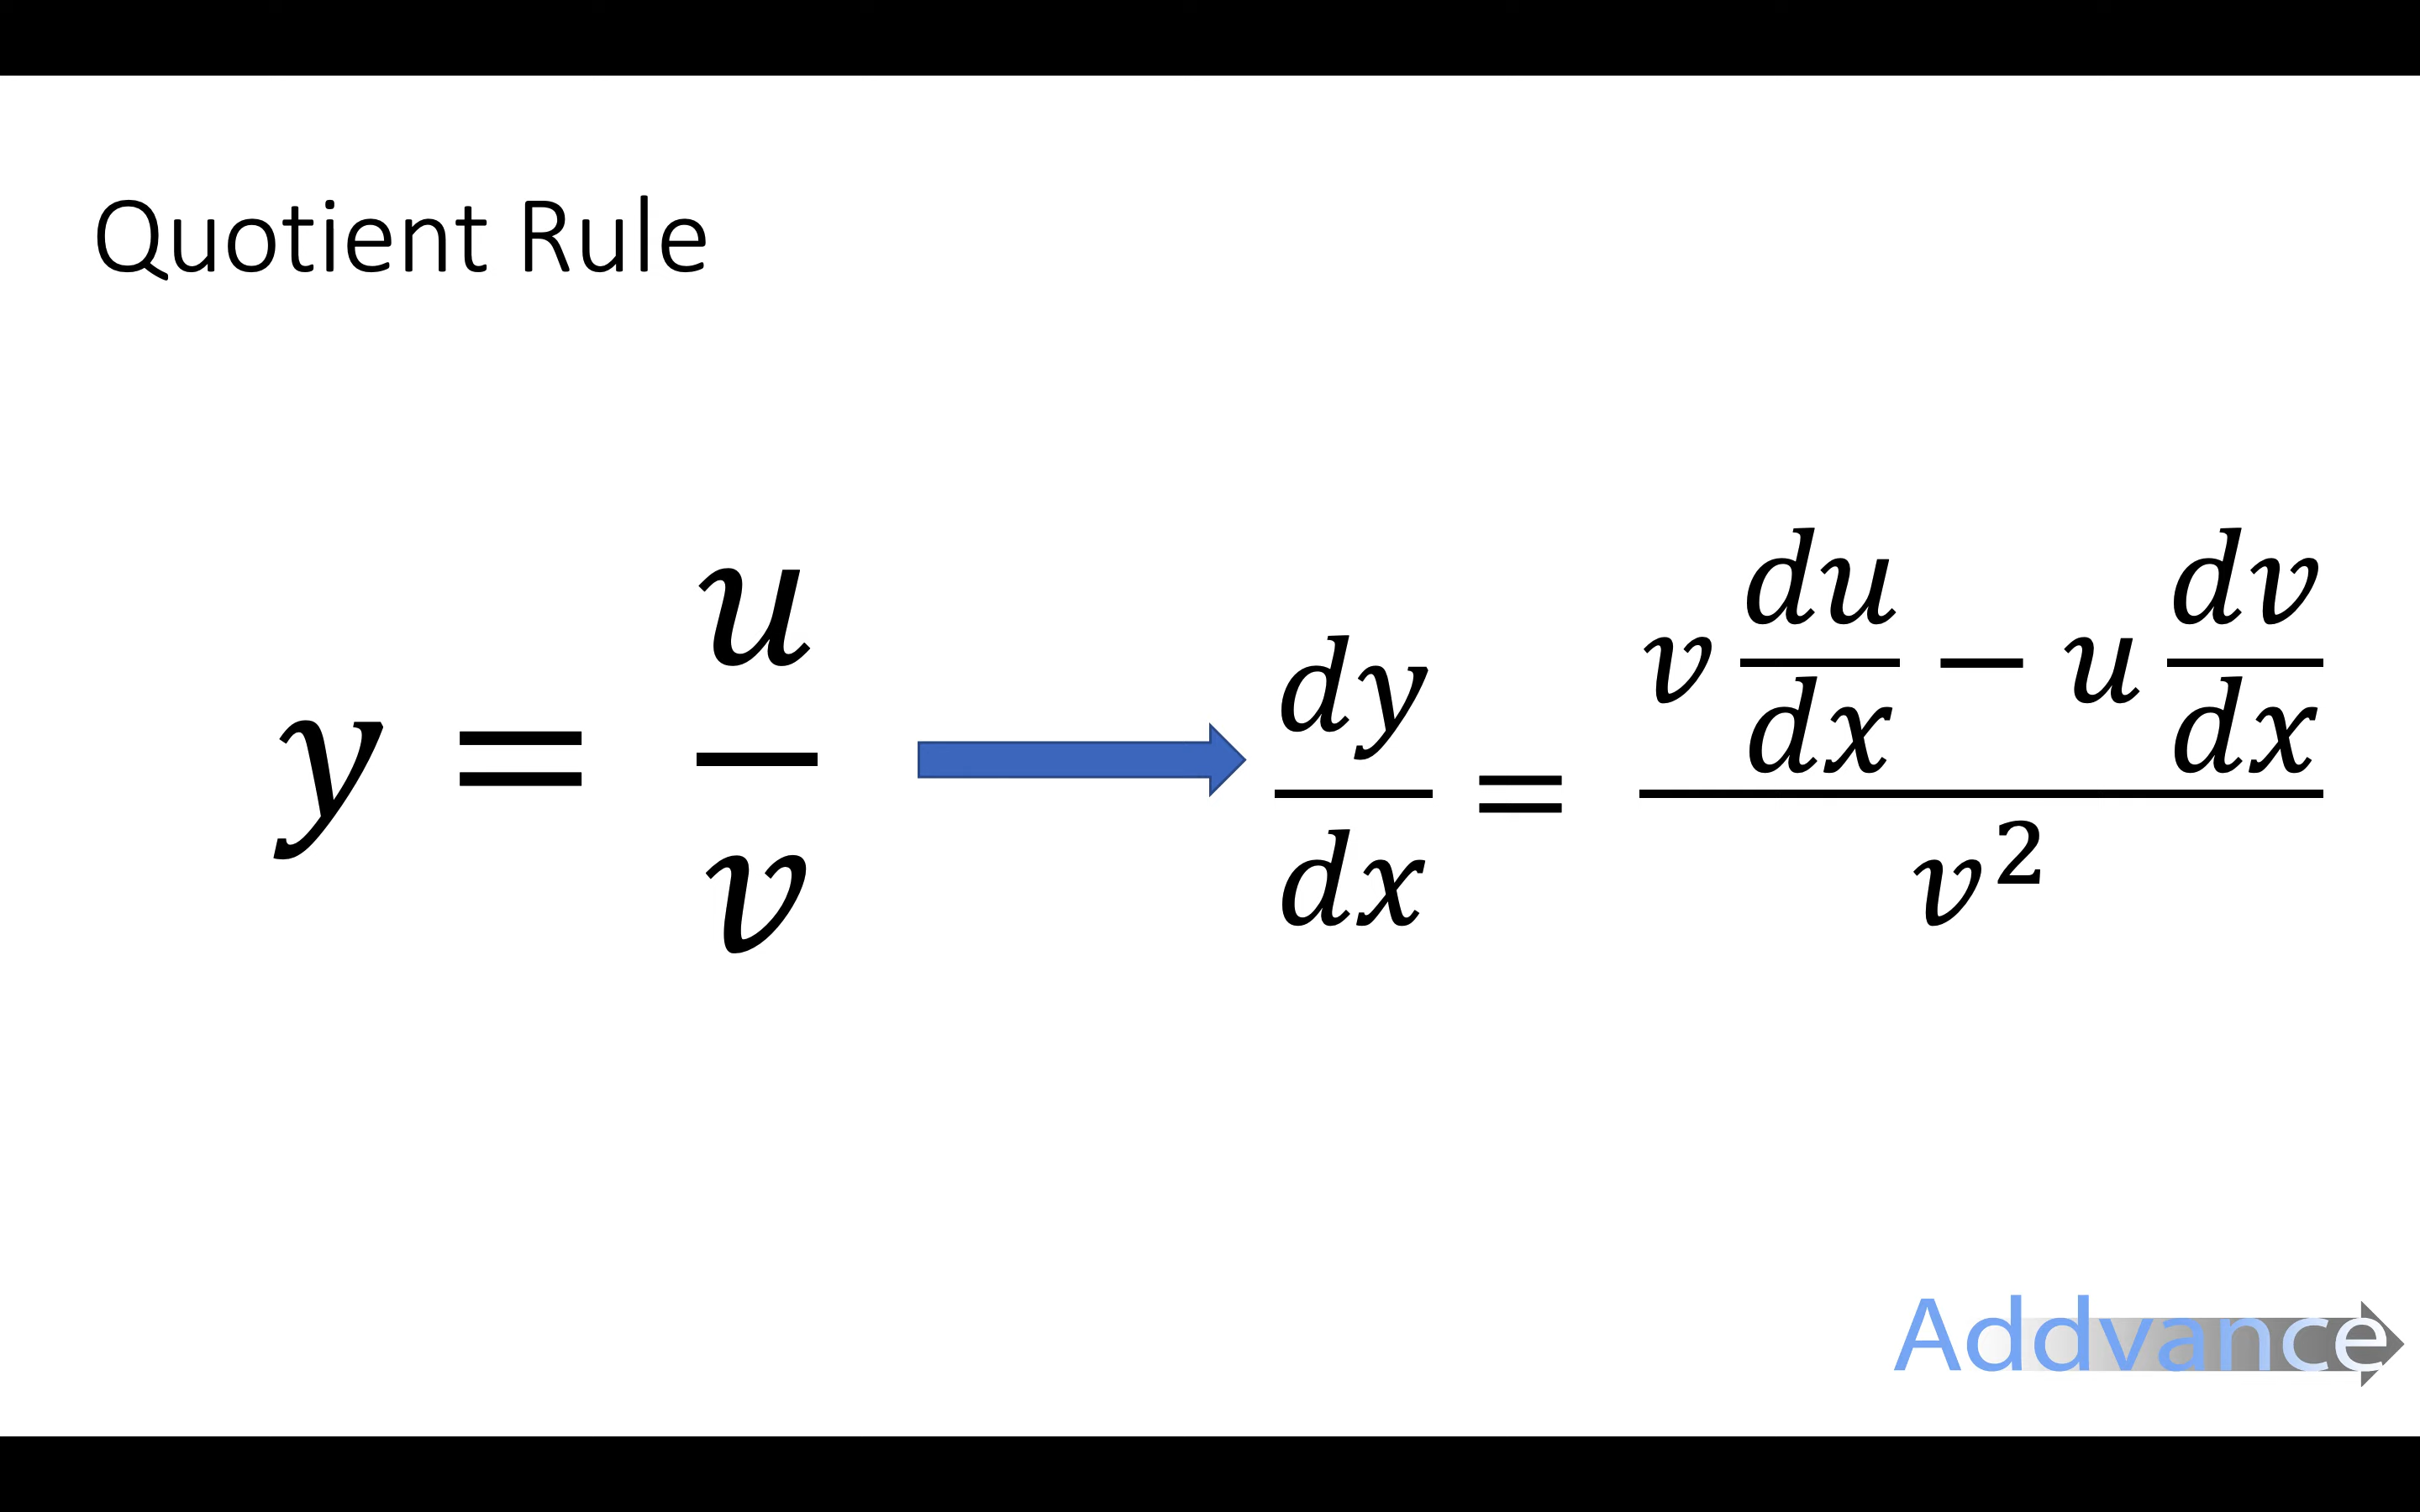 Quotient Rule
y = u/v
dy/dx = (v du/dx − u dv/dx)/v²
Addvance